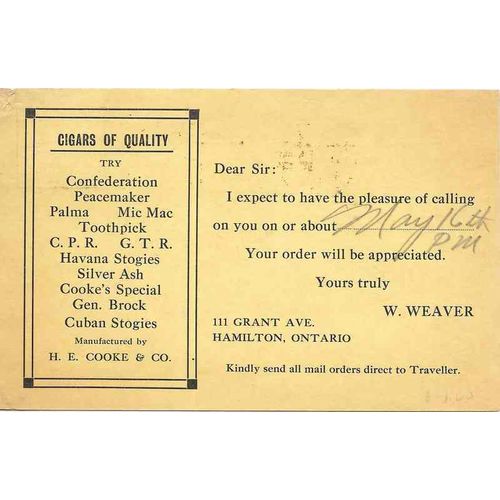 CIGARS OF QUALITY
TRY
Confederation
Peacemaker
Palma Mic Mac
Toothpick
C. P. R. G. T. R.
Havana Stogies
Silver Ash
Cooke's Special
Gen. Brock
Cuban Stogies
Manufactured by
H. E. COOKE & CO.
Dear Sir:
I expect to have the pleasure of calling
on you on or about May 16th
PM
Your order will be appreciated.
Yours truly
W. WEAVER
111 GRANT AVE.
HAMILTON, ONTARIO
Kindly send all mail orders direct to Traveller.